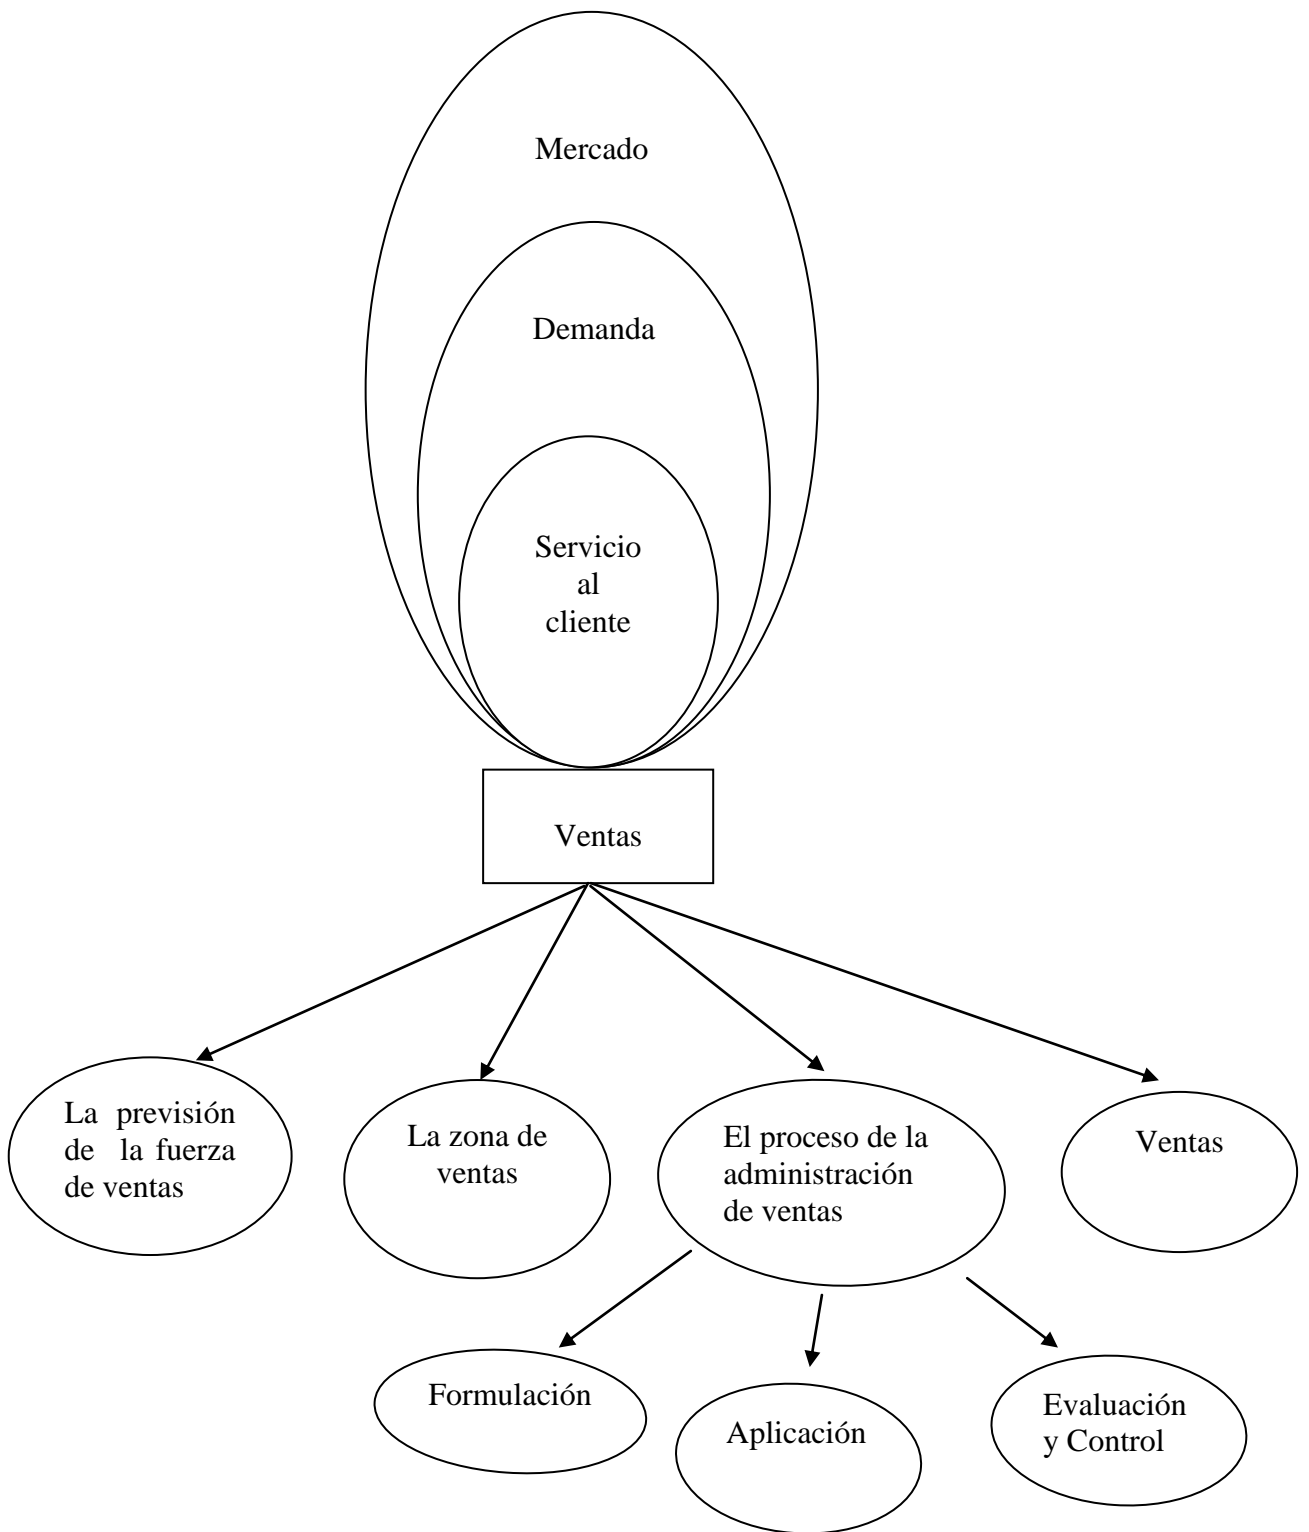 Mercado
Demanda
Servicio
al
cliente
Ventas
La previsión
de la fuerza
de ventas
La zona de
ventas
El proceso de la
administración
de ventas
Ventas
Formulación
Aplicación
Evaluación
y Control